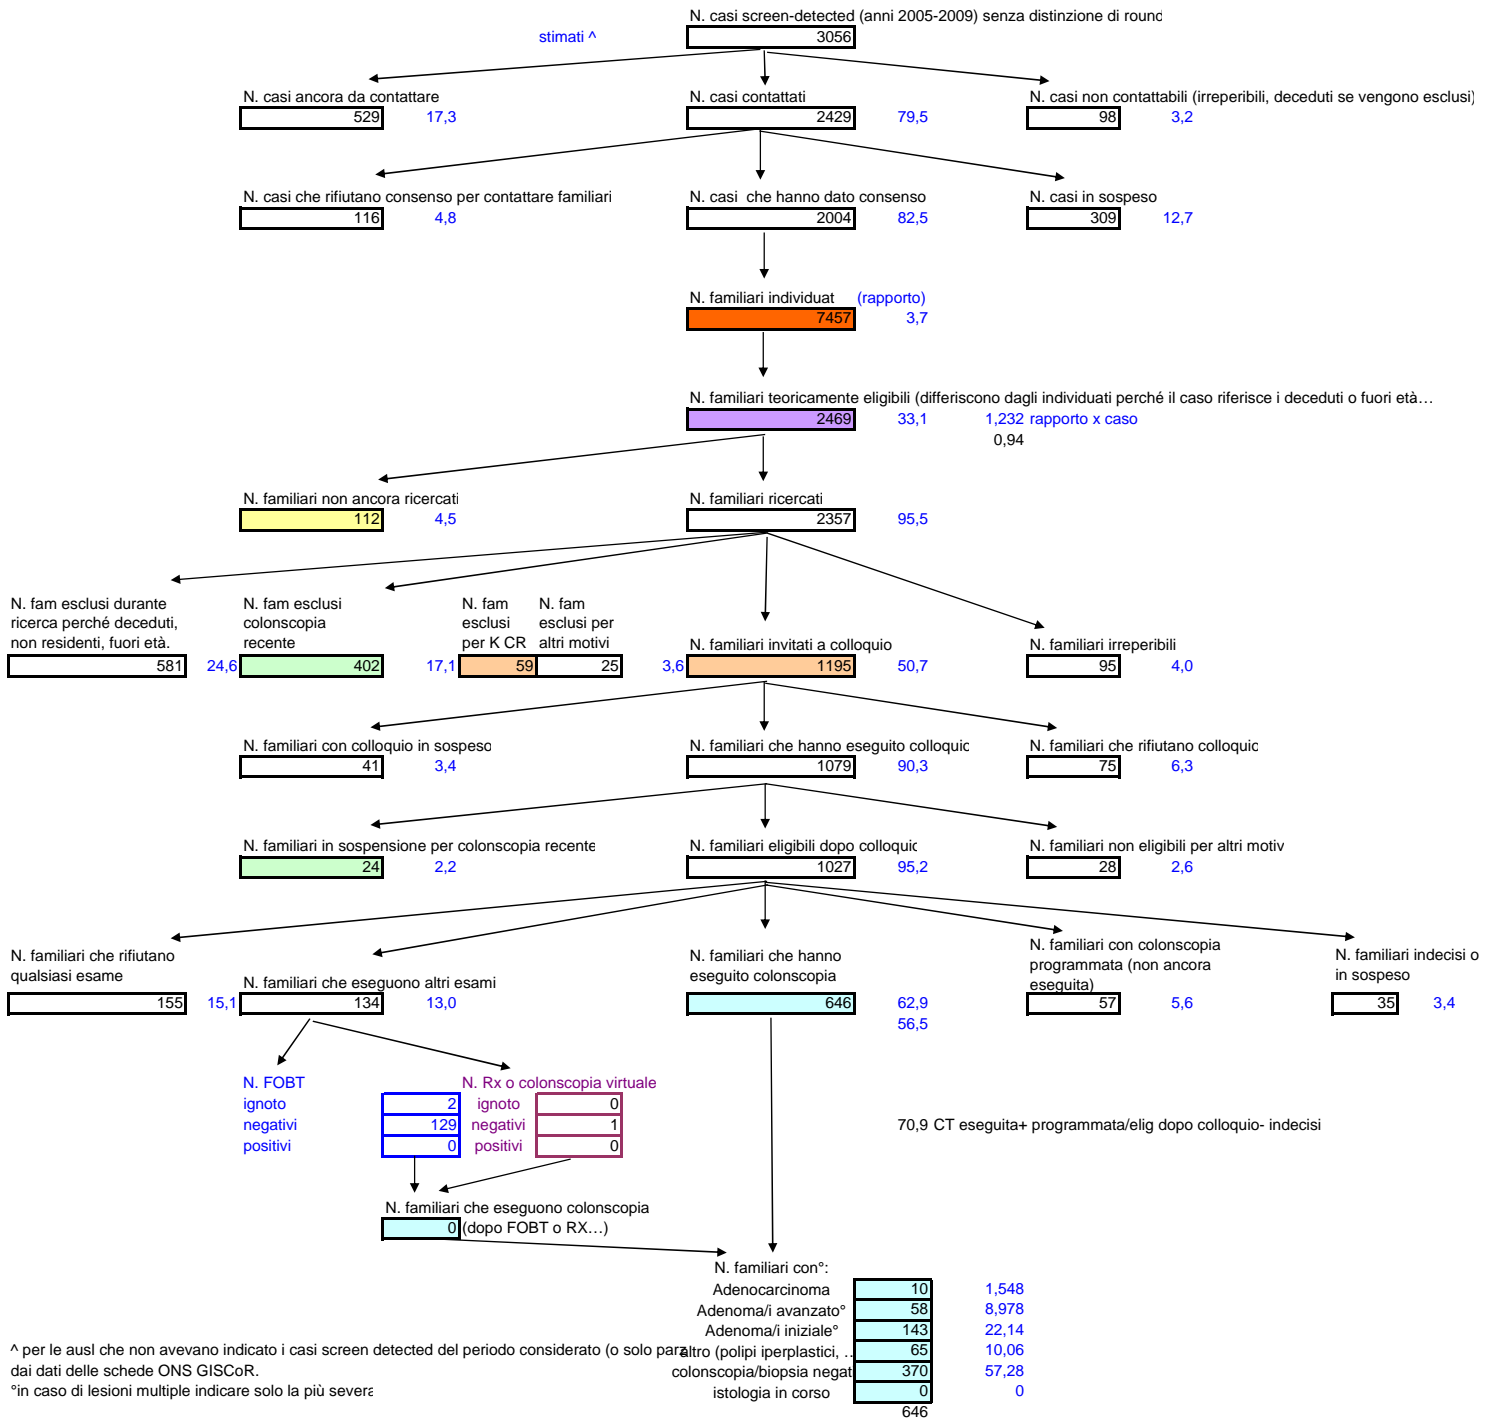 N. casi screen-detected (anni 2005-2009) senza distinzione di round
stimati ^ 3056
N. casi ancora da contattare N. casi contattati N. casi non contattabili (irreperibili, deceduti se vengono esclusi)
529 17,3 2429 79,5 98 3,2
N. casi che rifiutano consenso per contattare familiari N. casi che hanno dato consenso N. casi in sospeso
116 4,8 2004 82,5 309 12,7
N. familiari individuat (rapporto)
7457 3,7
N. familiari teoricamente eligibili (differiscono dagli individuati perché il caso riferisce i deceduti o fuori età…
2469 33,1 1,232 rapporto x caso
0,94
N. familiari non ancora ricercati N. familiari ricercati
112 4,5 2357 95,5
N. fam esclusi durante
ricerca perché deceduti,
non residenti, fuori età.
581 24,6
N. fam esclusi
colonscopia
recente
402 17,1
N. fam
esclusi
per K CR
59
N. fam
esclusi per
altri motivi
25 3,6
N. familiari invitati a colloquio
1195 50,7
N. familiari irreperibili
95 4,0
N. familiari con colloquio in sospeso N. familiari che hanno eseguito colloquio N. familiari che rifiutano colloquio
41 3,4 1079 90,3 75 6,3
N. familiari in sospensione per colonscopia recente N. familiari eligibili dopo colloquio N. familiari non eligibili per altri motiv
24 2,2 1027 95,2 28 2,6
N. familiari che rifiutano
qualsiasi esame
155 15,1
N. familiari che eseguono altri esami
134 13,0
N. familiari che hanno
eseguito colonscopia
646 62,9
56,5
N. familiari con colonscopia
programmata (non ancora
eseguita)
57 5,6
N. familiari indecisi o
in sospeso
35 3,4
N. FOBT N. Rx o colonscopia virtuale
ignoto 2 ignoto 0
negativi 129 negativi 1
positivi 0 positivi 0
70,9 CT eseguita+ programmata/elig dopo colloquio- indecisi
N. familiari che eseguono colonscopia
0 (dopo FOBT o RX…)
N. familiari con°:
Adenocarcinoma 10 1,548
Adenoma/i avanzato° 58 8,978
Adenoma/i iniziale° 143 22,14
altro (polipi iperplastici, … 65 10,06
colonscopia/biopsia negat 370 57,28
istologia in corso 0 0
646
^ per le ausl che non avevano indicato i casi screen detected del periodo considerato (o solo parz
dai dati delle schede ONS GISCoR.
°in caso di lesioni multiple indicare solo la più severa